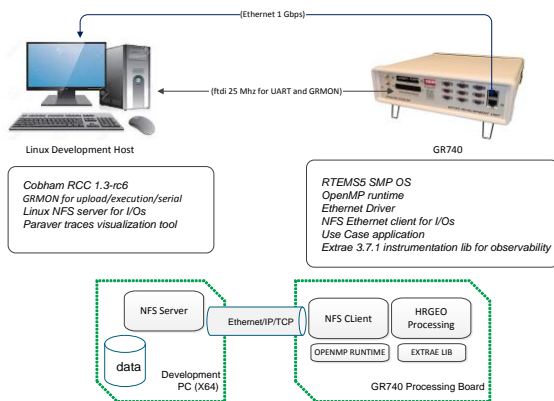 (Ethernet 1 Gbps)
(ftdi 25 Mhz for UART and GRMON)
Linux Development Host
GR740
Cobham RCC 1.3-rc6
GRMON for upload/execution/serial
Linux NFS server for I/Os
Paraver traces visualization tool
RTEMS5 SMP OS
OpenMP runtime
Ethernet Driver
NFS Ethernet client for I/Os
Use Case application
Extrae 3.7.1 instrumentation lib for observability
NFS Server
Ethernet/IP/TCP
NFS CLient
HRGEO
Processing
OPENMP RUNTIME
EXTRAE LIB
data
Development
PC (X64)
GR740 Processing Board